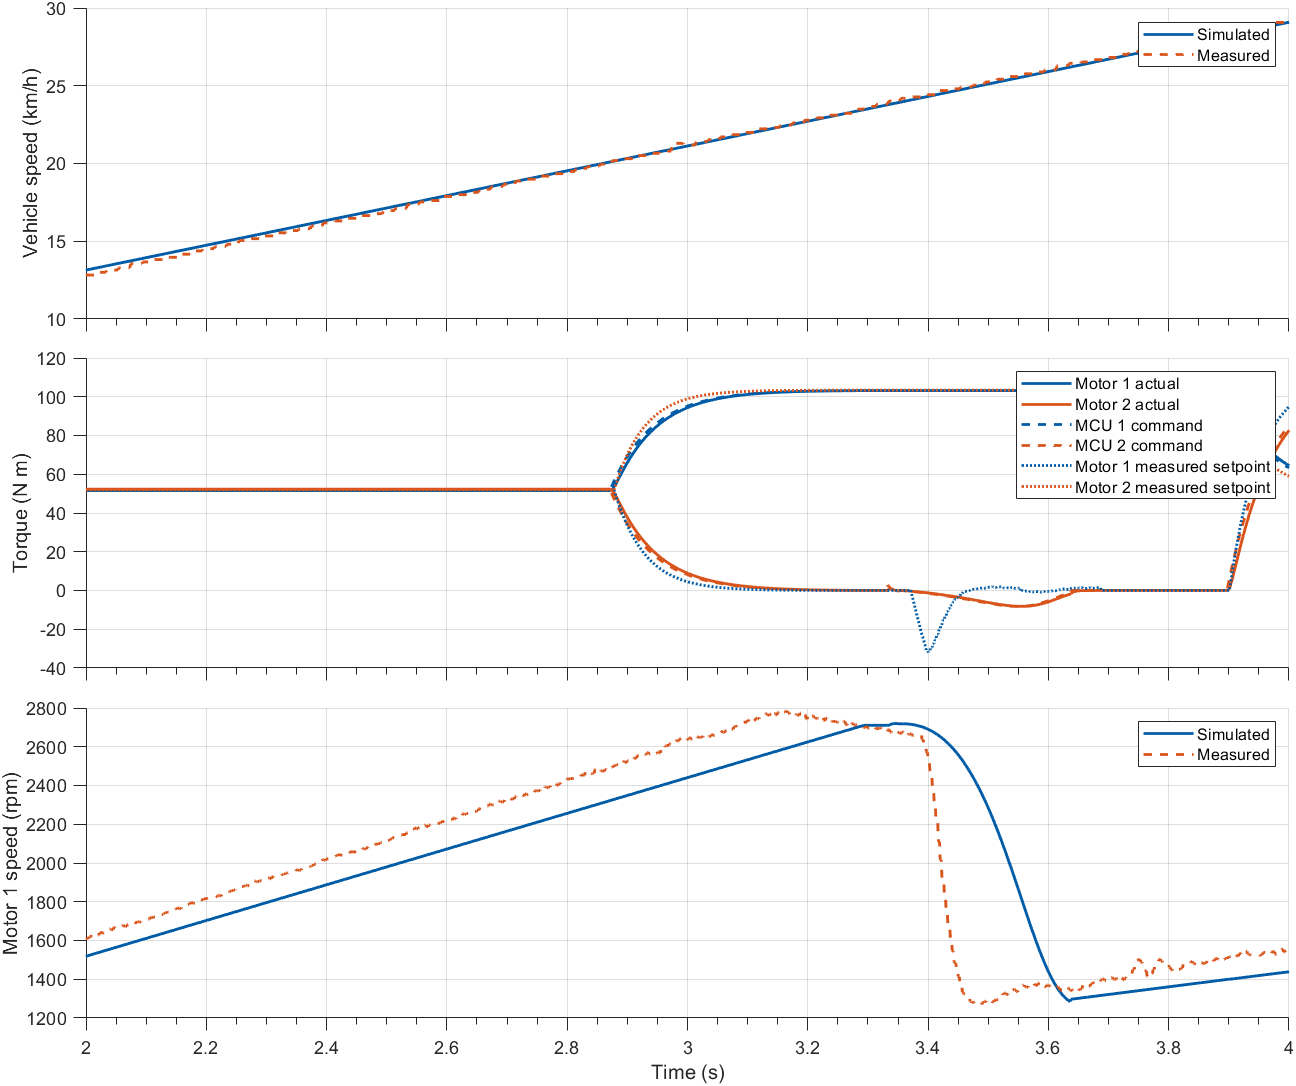 30
25
20
15
10
Vehicle speed (km/h)
Simulated
Measured
120
100
80
60
40
20
0
-20
-40
Torque (N m)
Motor 1 actual
Motor 2 actual
MCU 1 command
MCU 2 command
Motor 1 measured setpoint
Motor 2 measured setpoint
2800
2600
2400
2200
2000
1800
1600
1400
1200
Motor 1 speed (rpm)
Simulated
Measured
2 2.2 2.4 2.6 2.8 3 3.2 3.4 3.6 3.8 4
Time (s)